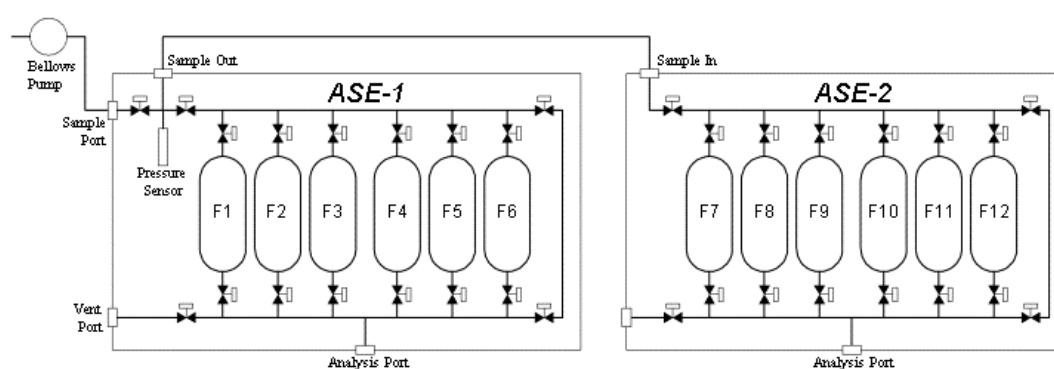 Bellows
Pump
Sample Out
Sample In
ASE-1
ASE-2
Sample
Port
Pressure
Sensor
F1
F2
F3
F4
F5
F6
F7
F8
F9
F10
F11
F12
Vent
Port
Analysis Port
Analysis Port